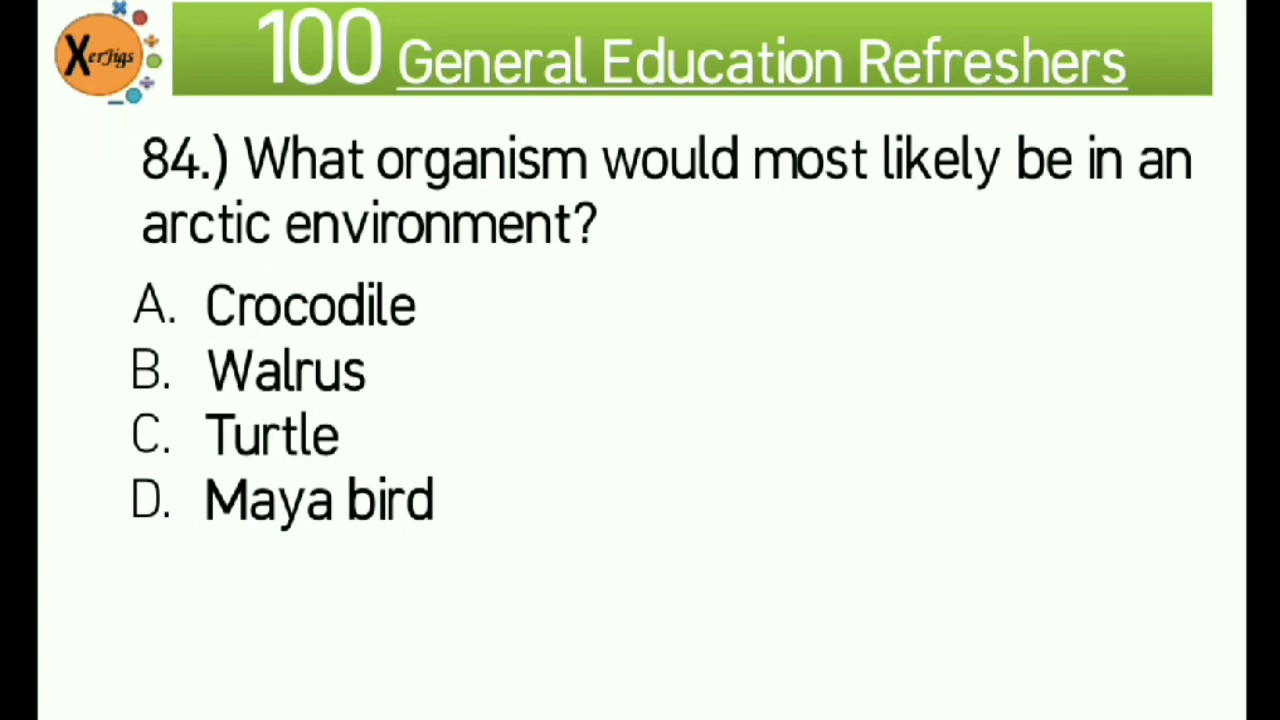 XerJigs
100 General Education Refreshers
84.) What organism would most likely be in an
arctic environment?
A. Crocodile
B. Walrus
C. Turtle
D. Maya bird